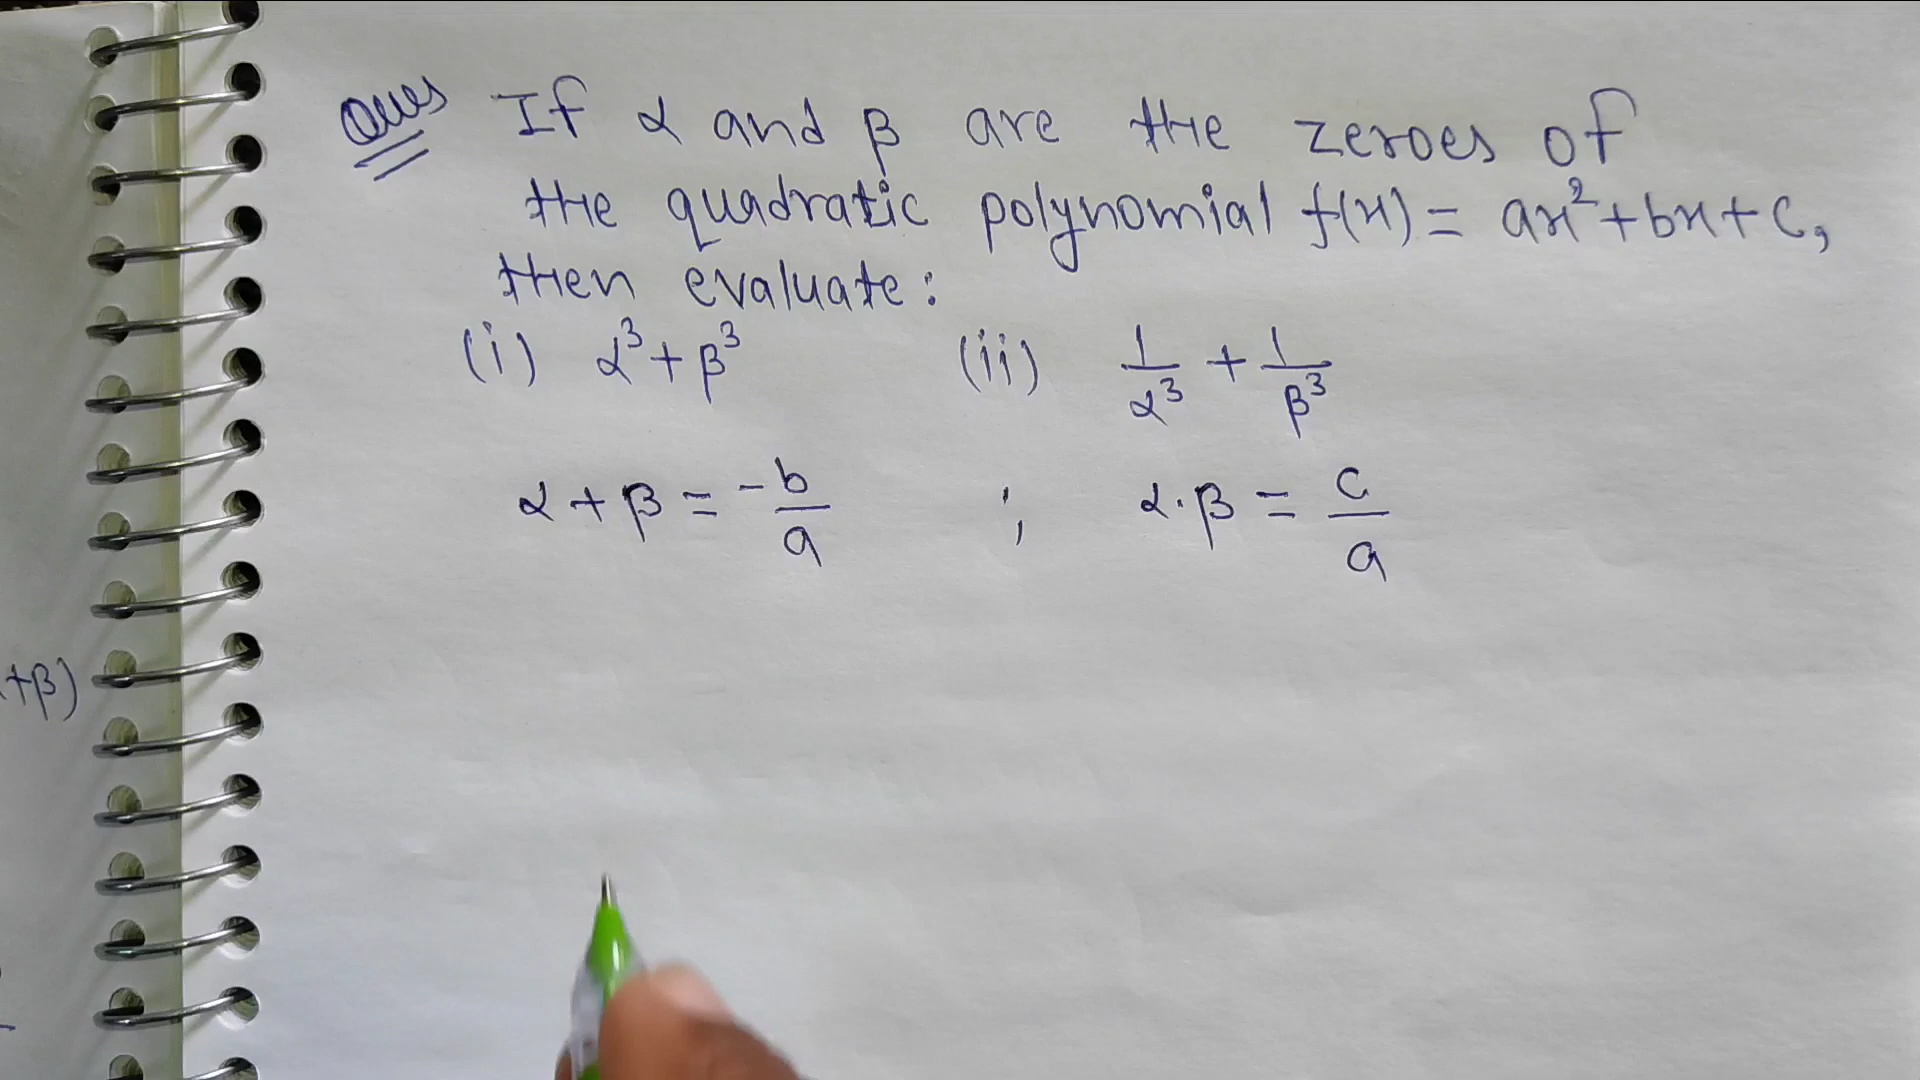 Ques If α and β are the zeroes of
the quadratic polynomial f(x) = ax²+bx+c,
then evaluate:
(i) α³+β³ (ii) 1/α³ + 1/β³
α+β = -b/a ; α·β = c/a
+β)